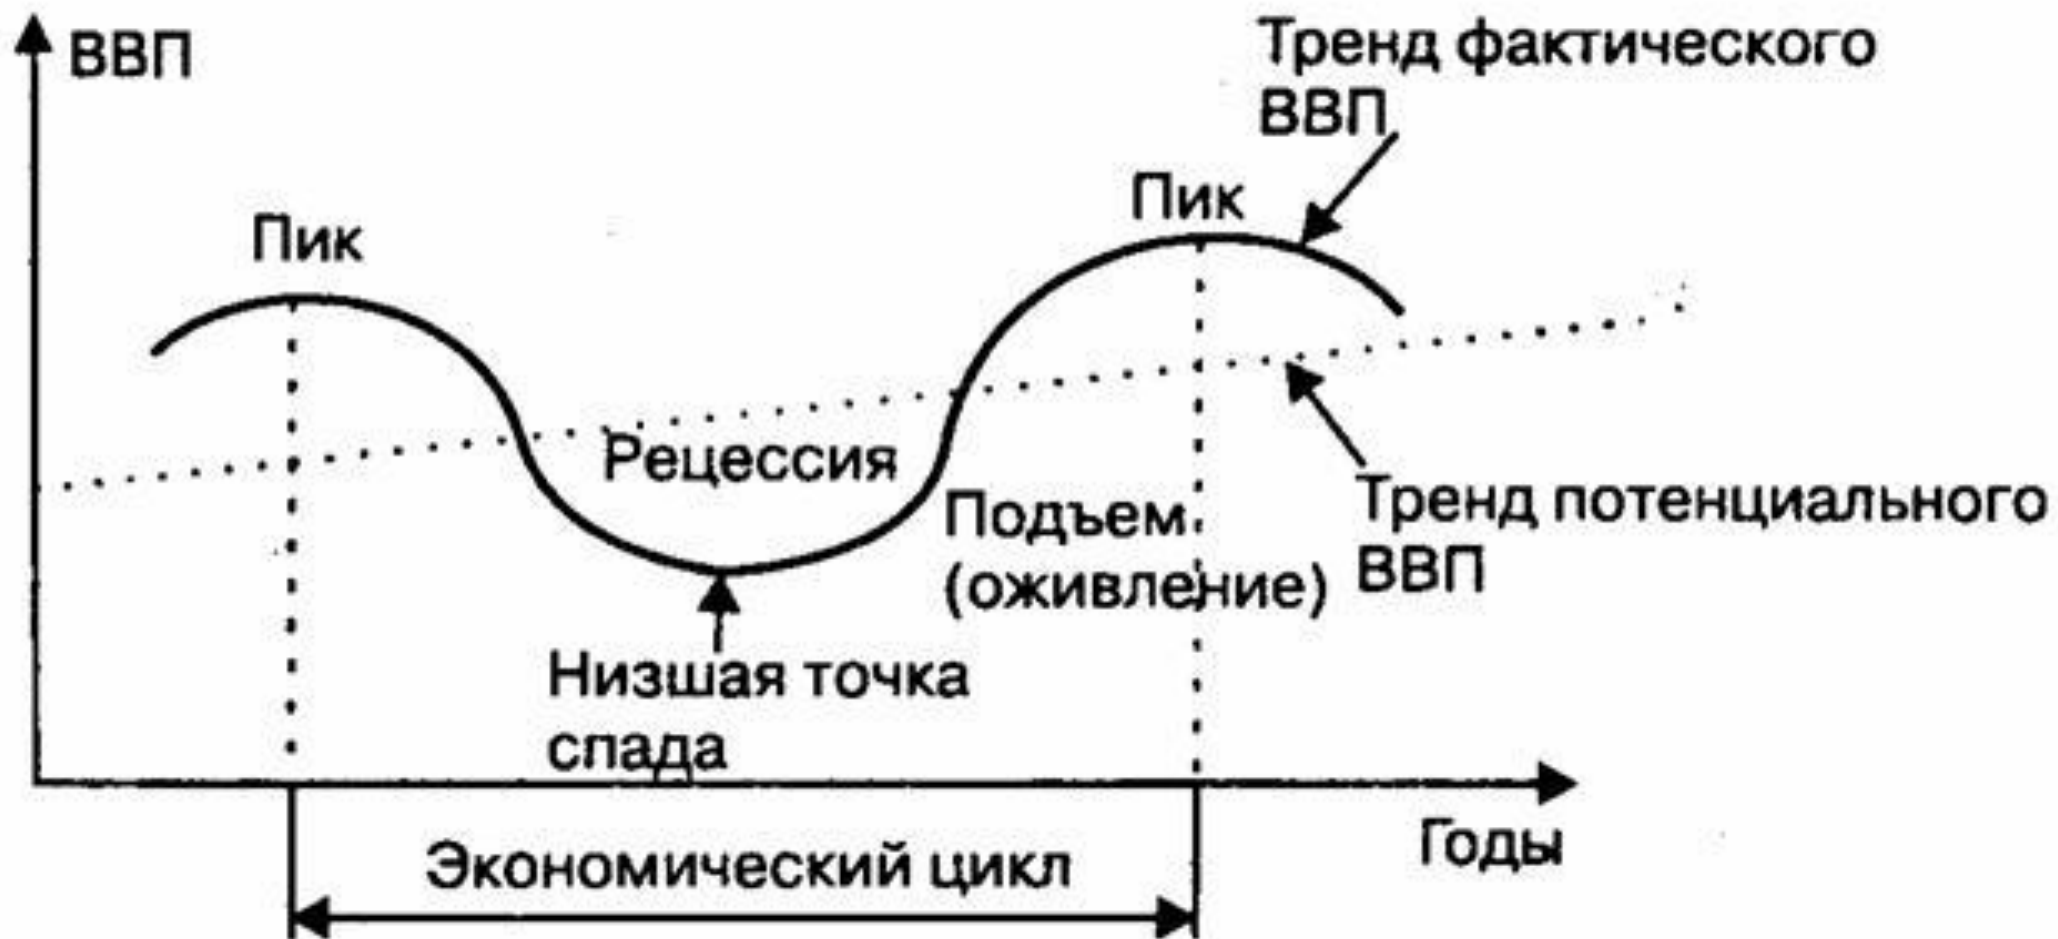 ВВП
Тренд фактического
ВВП
Пик
Пик
Рецессия
Подъем
(оживление)
Тренд потенциального
ВВП
Низшая точка
спада
Годы
Экономический цикл